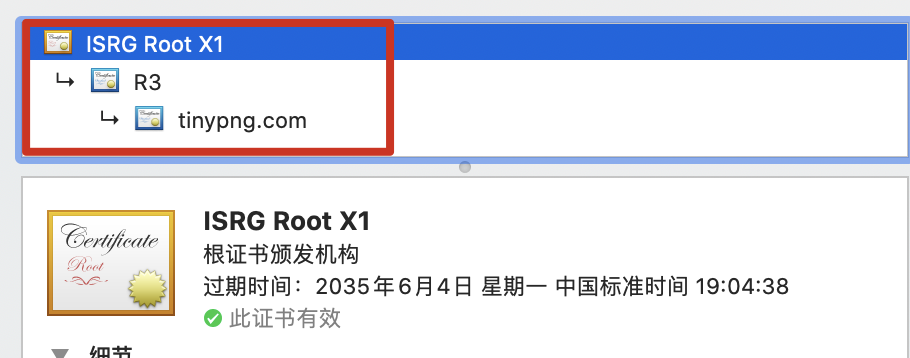 ISRG Root X1
R3
tinypng.com
Certificate
Root
ISRG Root X1
根证书颁发机构
过期时间：2035年6月4日 星期一 中国标准时间 19:04:38
此证书有效
细节